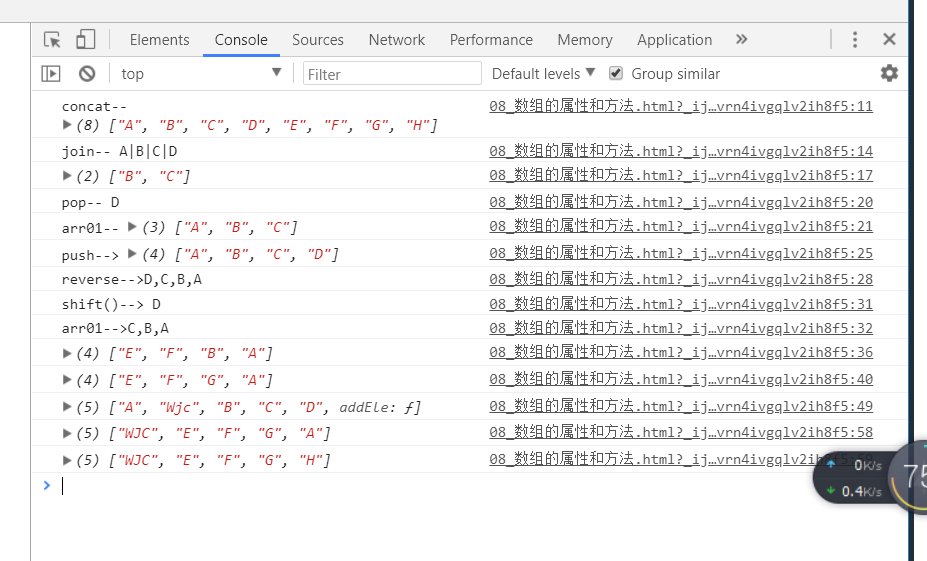 Elements Console Sources Network Performance Memory Application »
top Filter Default levels Group similar
concat-- 08_数组的属性和方法.html?_ij…vrn4ivgqlv2ih8f5:11
(8) ["A", "B", "C", "D", "E", "F", "G", "H"]
join-- A|B|C|D 08_数组的属性和方法.html?_ij…vrn4ivgqlv2ih8f5:14
(2) ["B", "C"] 08_数组的属性和方法.html?_ij…vrn4ivgqlv2ih8f5:17
pop-- D 08_数组的属性和方法.html?_ij…vrn4ivgqlv2ih8f5:20
arr01-- (3) ["A", "B", "C"] 08_数组的属性和方法.html?_ij…vrn4ivgqlv2ih8f5:21
push--> (4) ["A", "B", "C", "D"] 08_数组的属性和方法.html?_ij…vrn4ivgqlv2ih8f5:25
reverse-->D,C,B,A 08_数组的属性和方法.html?_ij…vrn4ivgqlv2ih8f5:28
shift()--> D 08_数组的属性和方法.html?_ij…vrn4ivgqlv2ih8f5:31
arr01-->C,B,A 08_数组的属性和方法.html?_ij…vrn4ivgqlv2ih8f5:32
(4) ["E", "F", "B", "A"] 08_数组的属性和方法.html?_ij…vrn4ivgqlv2ih8f5:36
(4) ["E", "F", "G", "A"] 08_数组的属性和方法.html?_ij…vrn4ivgqlv2ih8f5:40
(5) ["A", "Wjc", "B", "C", "D", addEle: ƒ] 08_数组的属性和方法.html?_ij…vrn4ivgqlv2ih8f5:49
(5) ["WJC", "E", "F", "G", "A"] 08_数组的属性和方法.html?_ij…vrn4ivgqlv2ih8f5:58
(5) ["WJC", "E", "F", "G", "H"] 08_数组的属性和方法.html?_ij…vrn4ivgqlv2ih
0K/s
0.4K/s
75